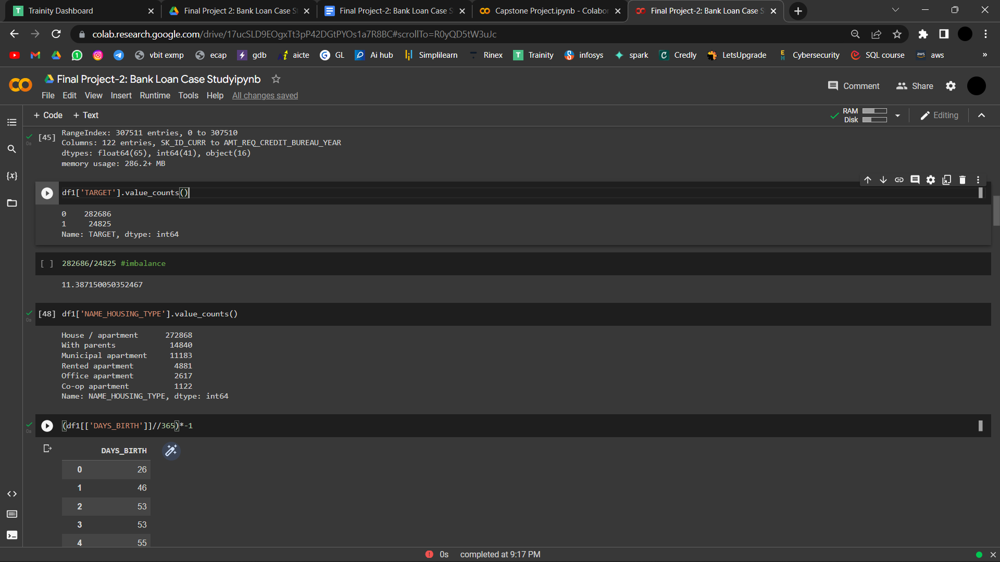 Trainity Dashboard
Final Project 2: Bank Loan Case St
Final Project-2: Bank Loan Case S
Capstone Project.ipynb - Colabor
Final Project-2: Bank Loan Case S
colab.research.google.com/drive/17ucSLD9EOgxTt3pP42DGtPYOs1a7R8BC#scrollTo=R0yQD5tW3uJc
vbit exmp
ecap
gdb
aicte
GL
Ai hub
Simplilearn
Rinex
Trainity
infosys
spark
Credly
LetsUpgrade
Cybersecurity
SQL course
aws
»
Final Project-2: Bank Loan Case Studyipynb
Comment
Share
File Edit View Insert Runtime Tools Help All changes saved
+ Code + Text
RAM
Disk
Editing
[45]
0s
RangeIndex: 307511 entries, 0 to 307510
Columns: 122 entries, SK_ID_CURR to AMT_REQ_CREDIT_BUREAU_YEAR
dtypes: float64(65), int64(41), object(16)
memory usage: 286.2+ MB
{x}
df1['TARGET'].value_counts()
0 282686
1 24825
Name: TARGET, dtype: int64
[ ] 282686/24825 #imbalance
11.387150050352467
[48] df1['NAME_HOUSING_TYPE'].value_counts()
0s
House / apartment 272868
With parents 14840
Municipal apartment 11183
Rented apartment 4881
Office apartment 2617
Co-op apartment 1122
Name: NAME_HOUSING_TYPE, dtype: int64
(df1[['DAYS_BIRTH']]//365)*-1
0s
DAYS_BIRTH
0 26
1 46
2 53
3 53
4 55
0s completed at 9:17 PM